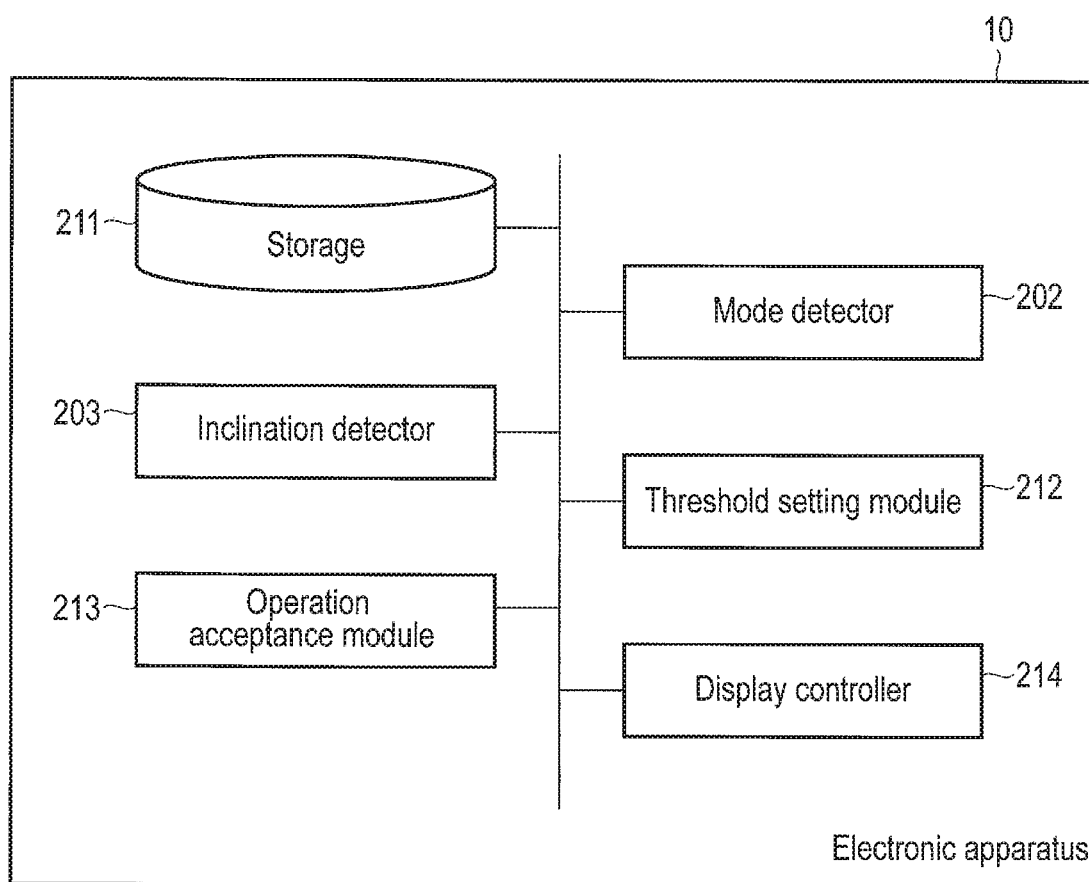 10
211
Storage
Mode detector
202
203
Inclination detector
Threshold setting module
212
213
Operation
acceptance module
Display controller
214
Electronic apparatus